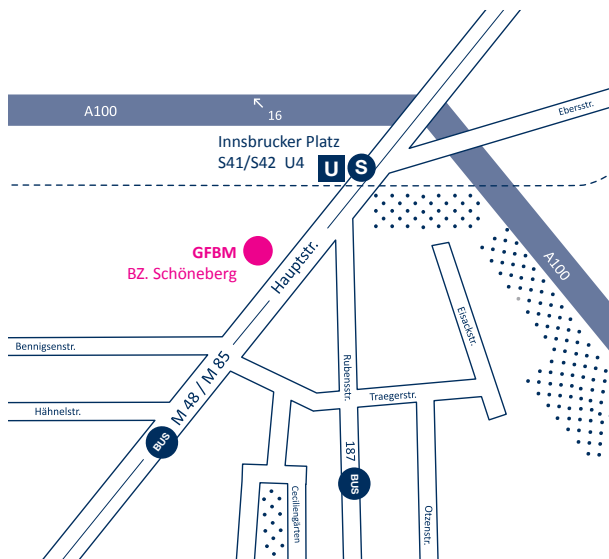 A100
16
Ebersstr.
Innsbrucker Platz
S41/S42 U4
U
S
GFBM
BZ. Schöneberg
Hauptstr.
A100
Eisackstr.
Bennigsenstr.
M 48 / M 85
Rubensstr.
Traegerstr.
Hähnelstr.
BUS
187
BUS
Ceciliengärten
Otzenstr.